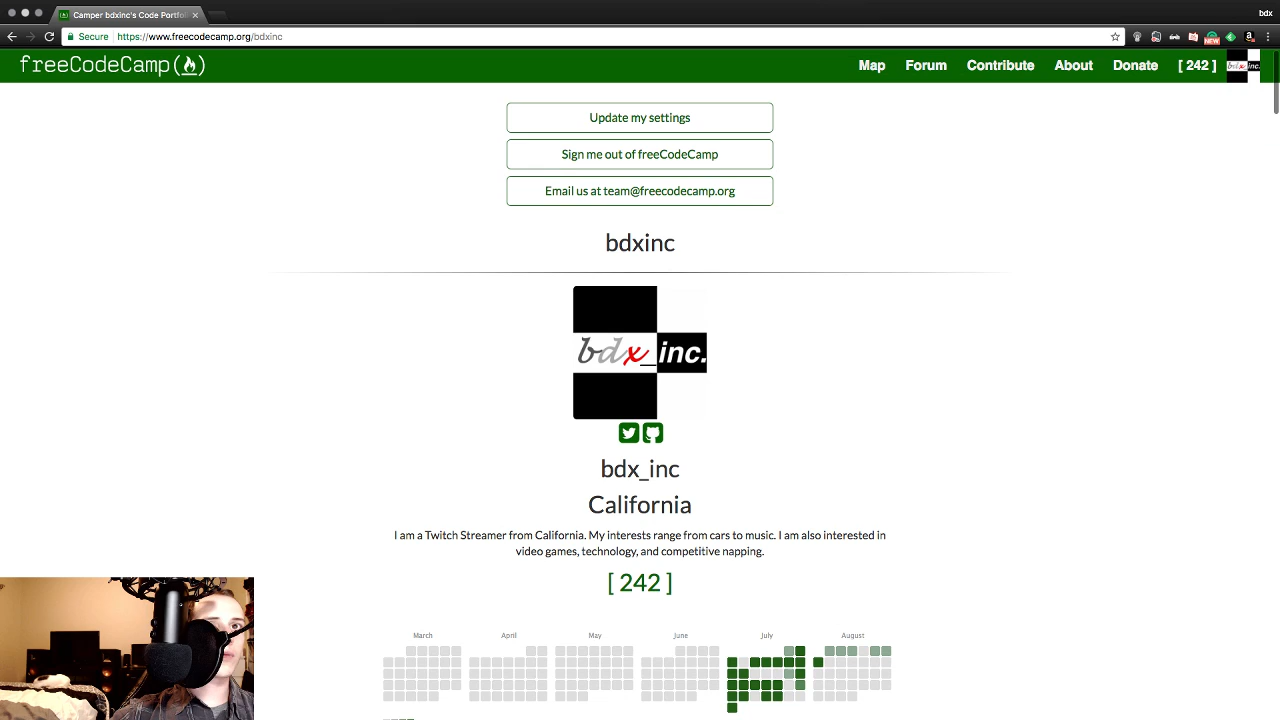 Camper bdxinc's Code Portfo
bdx
Secure https://www.freecodecamp.org/bdxinc
NEW
freeCodeCamp
Map Forum Contribute About Donate [ 242 ] bdx_inc.
Update my settings
Sign me out of freeCodeCamp
Email us at team@freecodecamp.org
bdxinc
bdx_inc.
bdx_inc
California
I am a Twitch Streamer from California. My interests range from cars to music. I am also interested in
video games, technology, and competitive napping.
[ 242 ]
March April May June July August